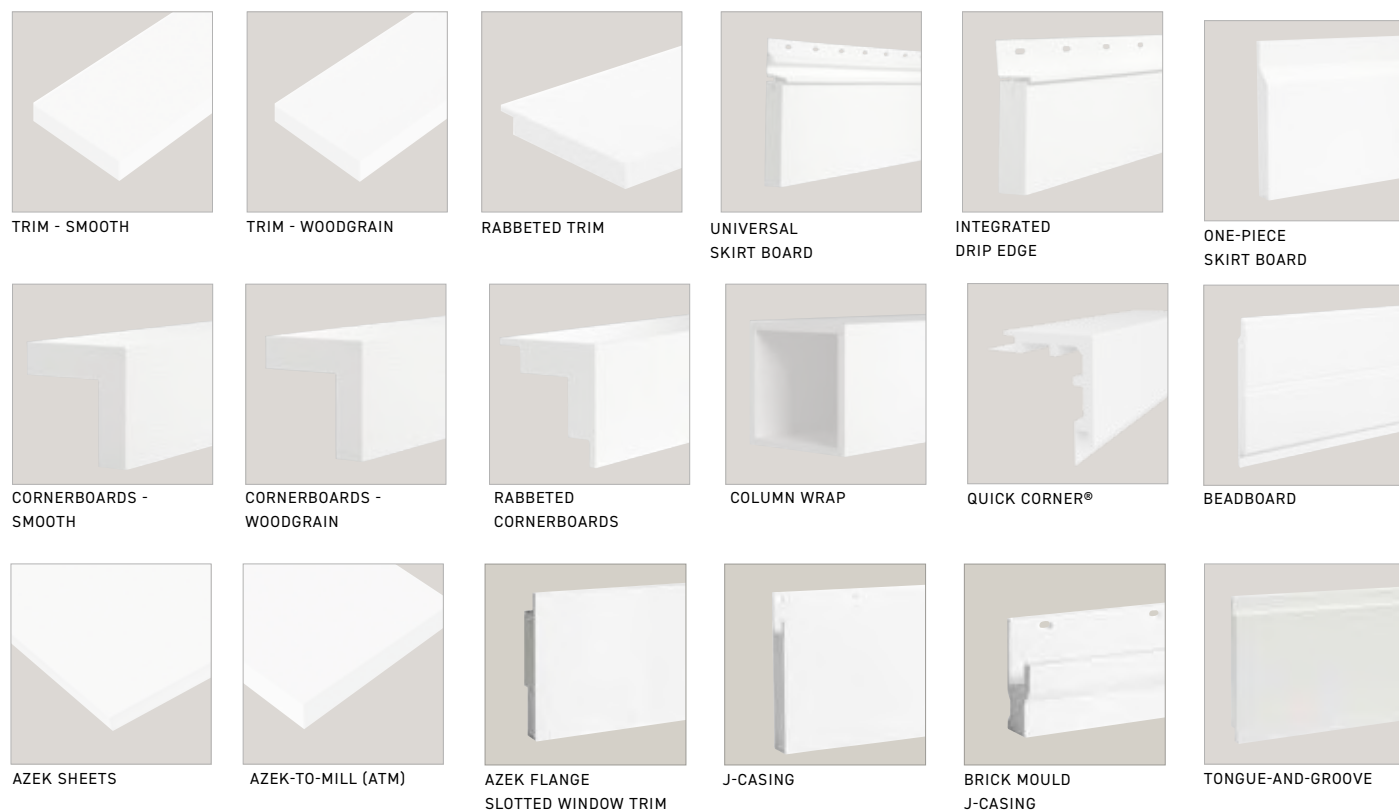 TRIM - SMOOTH
TRIM - WOODGRAIN
RABBETED TRIM
UNIVERSAL
SKIRT BOARD
INTEGRATED
DRIP EDGE
ONE-PIECE
SKIRT BOARD
CORNERBOARDS -
SMOOTH
CORNERBOARDS -
WOODGRAIN
RABBETED
CORNERBOARDS
COLUMN WRAP
QUICK CORNER®
BEADBOARD
AZEK SHEETS
AZEK-TO-MILL (ATM)
AZEK FLANGE
SLOTTED WINDOW TRIM
J-CASING
BRICK MOULD
J-CASING
TONGUE-AND-GROOVE